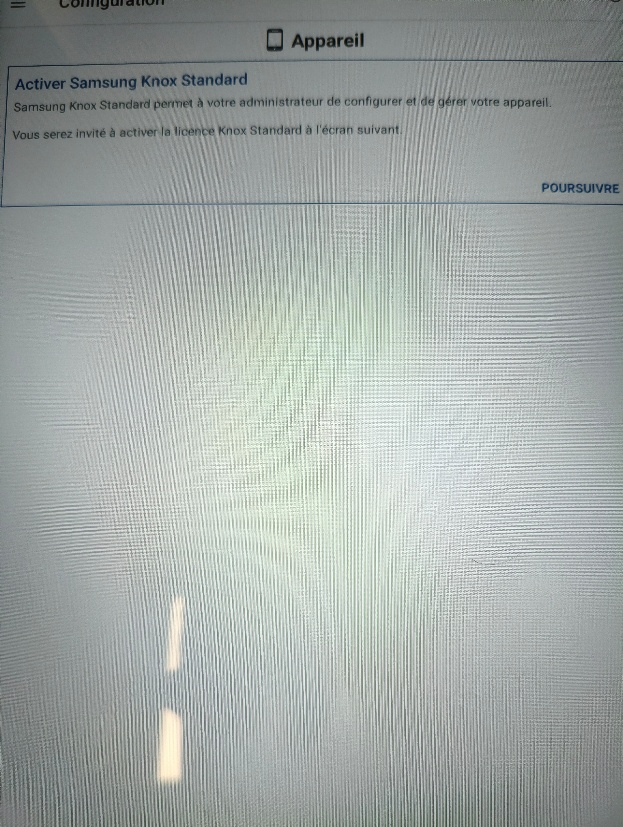 Configuration
Appareil
Activer Samsung Knox Standard
Samsung Knox Standard permet à votre administrateur de configurer et de gérer votre appareil.
Vous serez invité à activer la licence Knox Standard à l'écran suivant.
POURSUIVRE